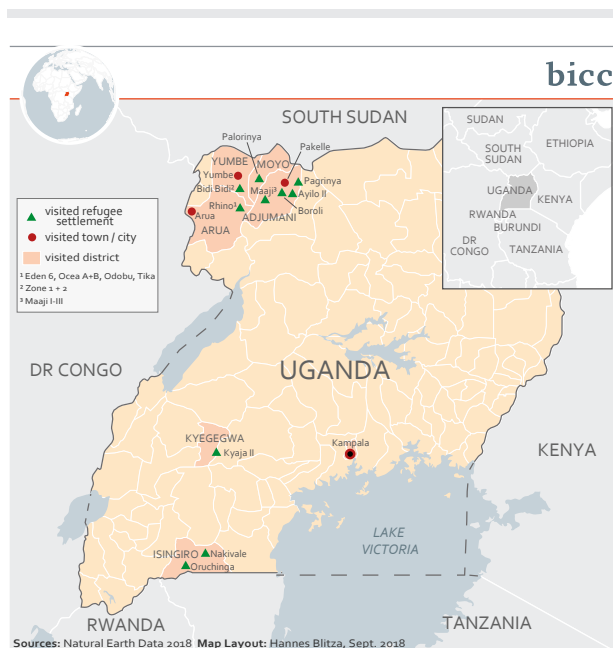 bicc
SOUTH SUDAN
SUDAN
ETHIOPIA
SOUTH
SUDAN
UGANDA
KENYA
RWANDA
BURUNDI
DR
CONGO
TANZANIA
Palorinya
Pakelle
YUMBE
MOYO
Yumbe
Pagrinya
Bidi Bidi²
Maaji³
Ayilo II
Rhino¹
Boroli
Arua
ADJUMANI
ARUA
visited refugee
settlement
visited town / city
visited district
¹ Eden 6, Ocea A+B, Odobu, Tika
² Zone 1 + 2
³ Maaji I-III
DR CONGO
UGANDA
KYEGEGWA
Kyaja II
Kampala
KENYA
LAKE
VICTORIA
ISINGIRO
Nakivale
Oruchinga
RWANDA
TANZANIA
Sources: Natural Earth Data 2018 Map Layout: Hannes Blitza, Sept. 2018